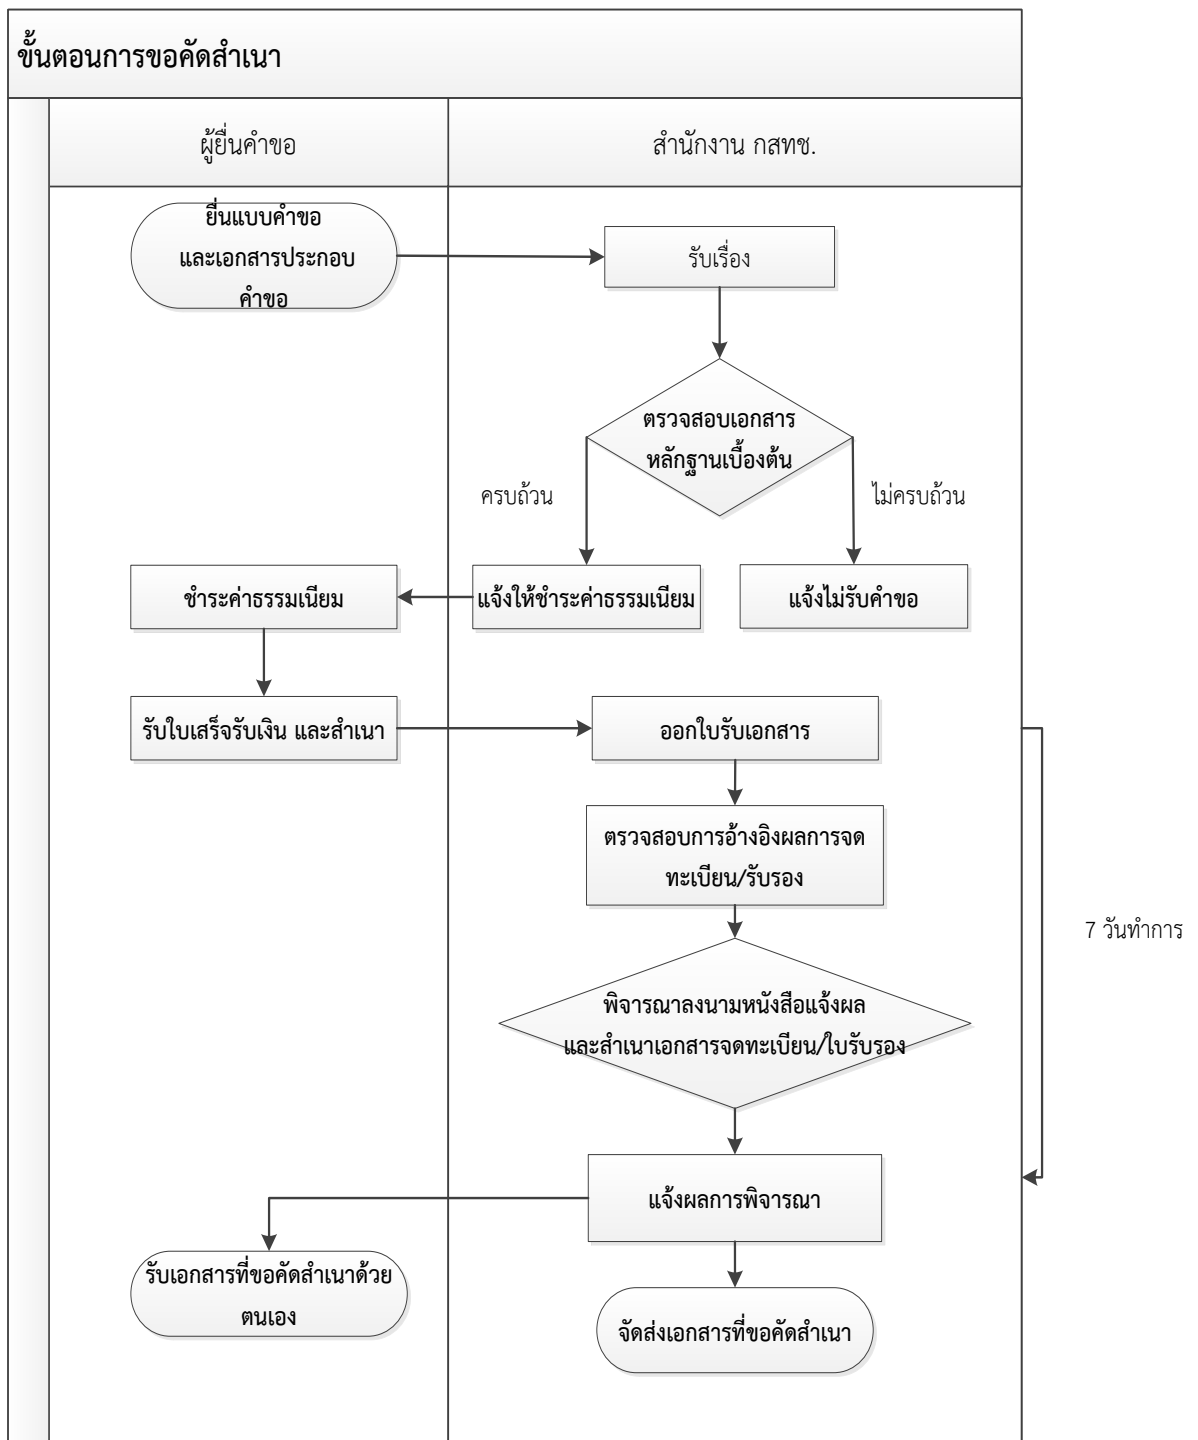 ขั้นตอนการขอคัดสำเนา
ผู้ยื่นคำขอ
สำนักงาน กสทช.
ยื่นแบบคำขอ
และเอกสารประกอบ
คำขอ
รับเรื่อง
ตรวจสอบเอกสาร
หลักฐานเบื้องต้น
ครบถ้วน
ไม่ครบถ้วน
ชำระค่าธรรมเนียม
แจ้งให้ชำระค่าธรรมเนียม
แจ้งไม่รับคำขอ
รับใบเสร็จรับเงิน และสำเนา
ออกใบรับเอกสาร
ตรวจสอบการอ้างอิงผลการจด
ทะเบียน/รับรอง
7 วันทำการ
พิจารณาลงนามหนังสือแจ้งผล
และสำเนาเอกสารจดทะเบียน/ใบรับรอง
แจ้งผลการพิจารณา
รับเอกสารที่ขอคัดสำเนาด้วย
ตนเอง
จัดส่งเอกสารที่ขอคัดสำเนา